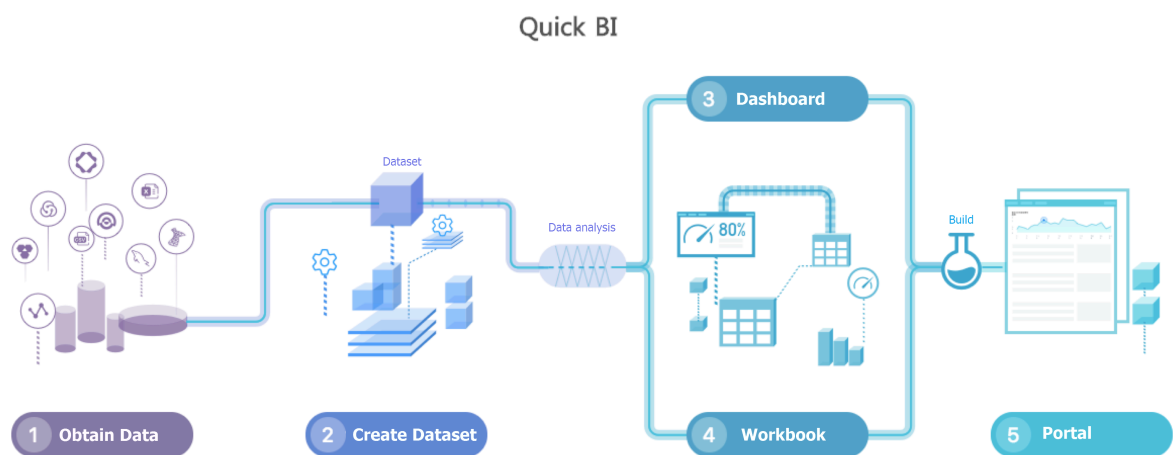 Quick BI
3 Dashboard
Dataset
Data analysis
80%
Build
1 Obtain Data
2 Create Dataset
4 Workbook
5 Portal